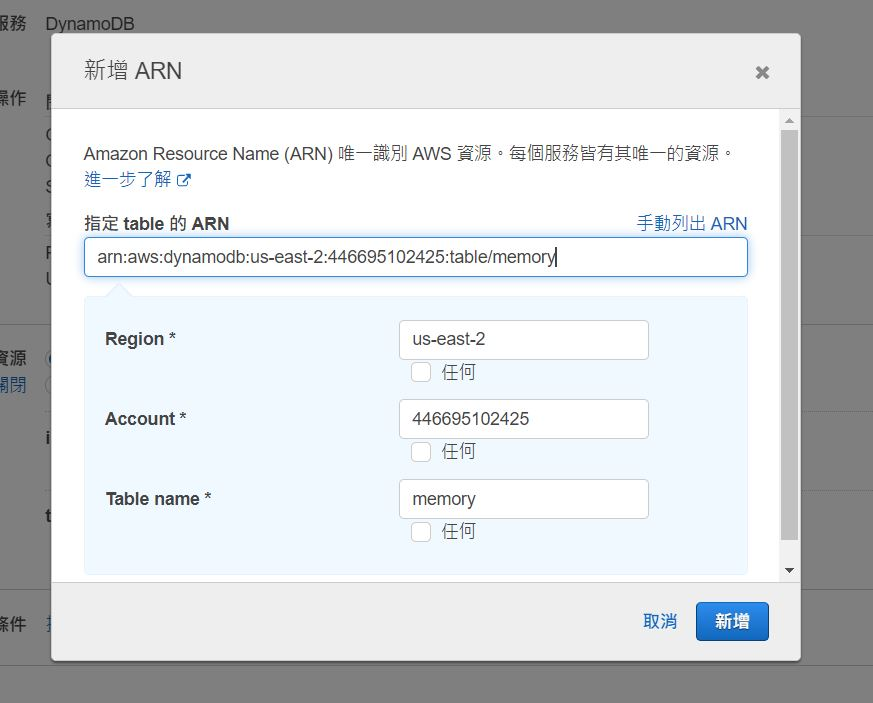 服務 DynamoDB
新增 ARN
操作
Amazon Resource Name (ARN) 唯一識別 AWS 資源。每個服務皆有其唯一的資源。
進一步了解
指定 table 的 ARN 手動列出 ARN
arn:aws:dynamodb:us-east-2:446695102425:table/memory
Region * us-east-2
任何
資源
關閉
Account * 446695102425
任何
Table name * memory
任何
條件
取消 新增